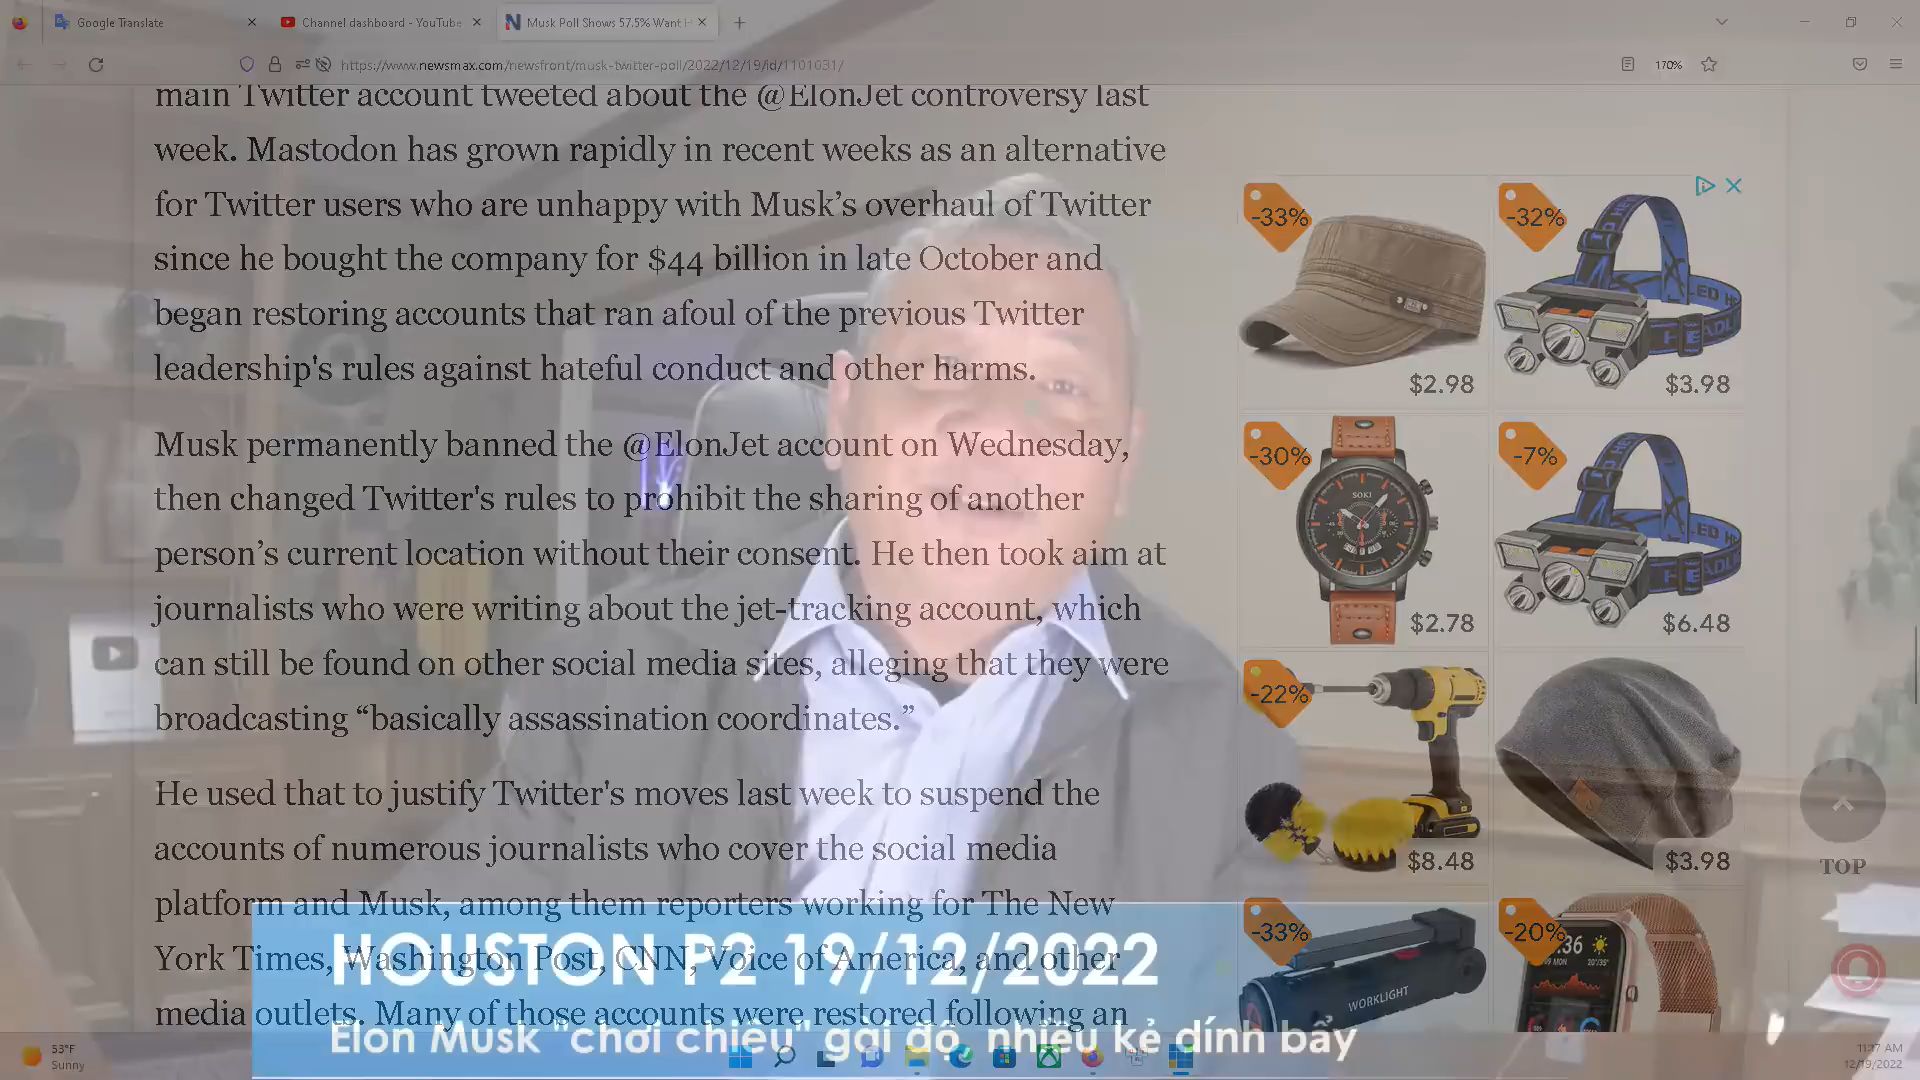 Google Translate
Channel dashboard - YouTube
Musk Poll Shows 57.5% Want
https://www.newsmax.com/newsfront/musk-twitter-poll/2022/12/19/id/1101031/
170%
main Twitter account tweeted about the @ElonJet controversy last
week. Mastodon has grown rapidly in recent weeks as an alternative
for Twitter users who are unhappy with Musk’s overhaul of Twitter
since he bought the company for $44 billion in late October and
began restoring accounts that ran afoul of the previous Twitter
leadership's rules against hateful conduct and other harms.
Musk permanently banned the @ElonJet account on Wednesday,
then changed Twitter's rules to prohibit the sharing of another
person’s current location without their consent. He then took aim at
journalists who were writing about the jet-tracking account, which
can still be found on other social media sites, alleging that they were
broadcasting “basically assassination coordinates.”
He used that to justify Twitter's moves last week to suspend the
accounts of numerous journalists who cover the social media
platform and Musk, among them reporters working for The New
York Times, Washington Post, CNN, Voice of America, and other
media outlets. Many of those accounts were restored following an
-33%
$2.98
-32%
$3.98
-30%
SOKI
$2.78
-7%
$6.48
-22%
$8.48
$3.98
-33%
WORKLIGHT
-20%
TOP
HOUSTON P2 19/12/2022
Elon Musk "chơi chiêu" gài độ, nhiều kẻ dính bẫy
53°F
Sunny
11:17 AM
12/19/2022